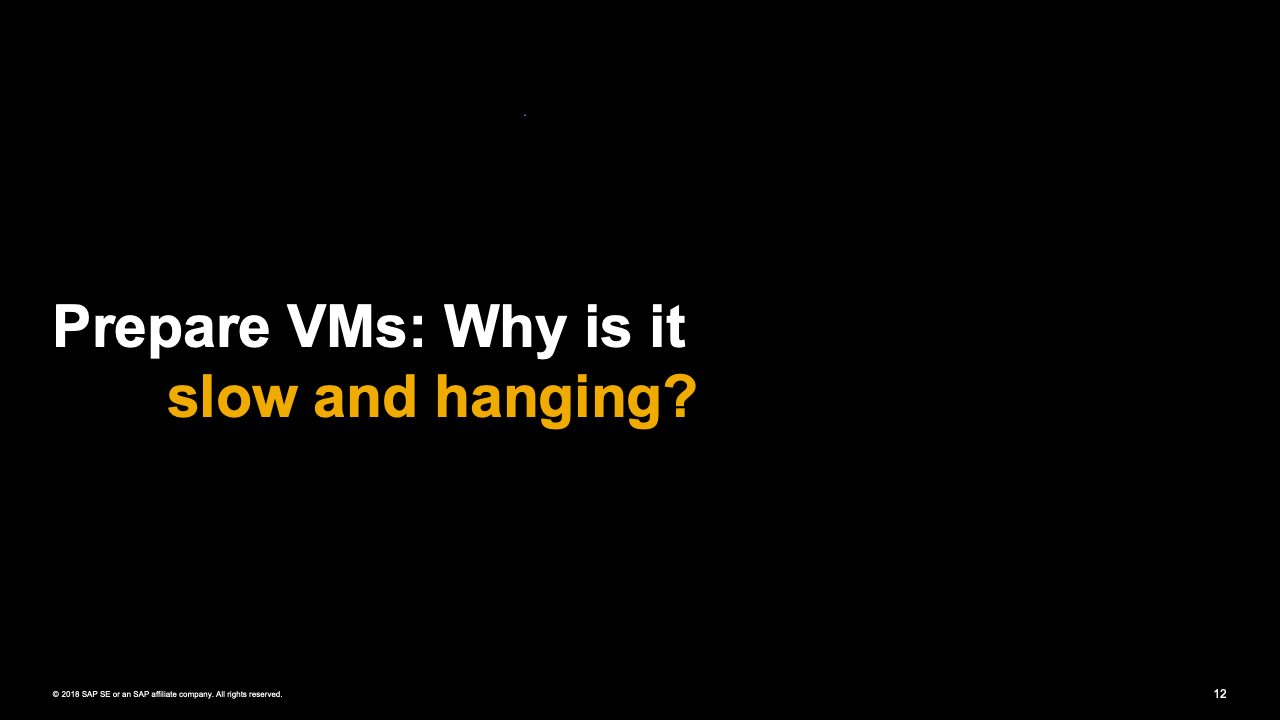 Prepare VMs: Why is it
slow and hanging?
© 2018 SAP SE or an SAP affiliate company. All rights reserved.
12